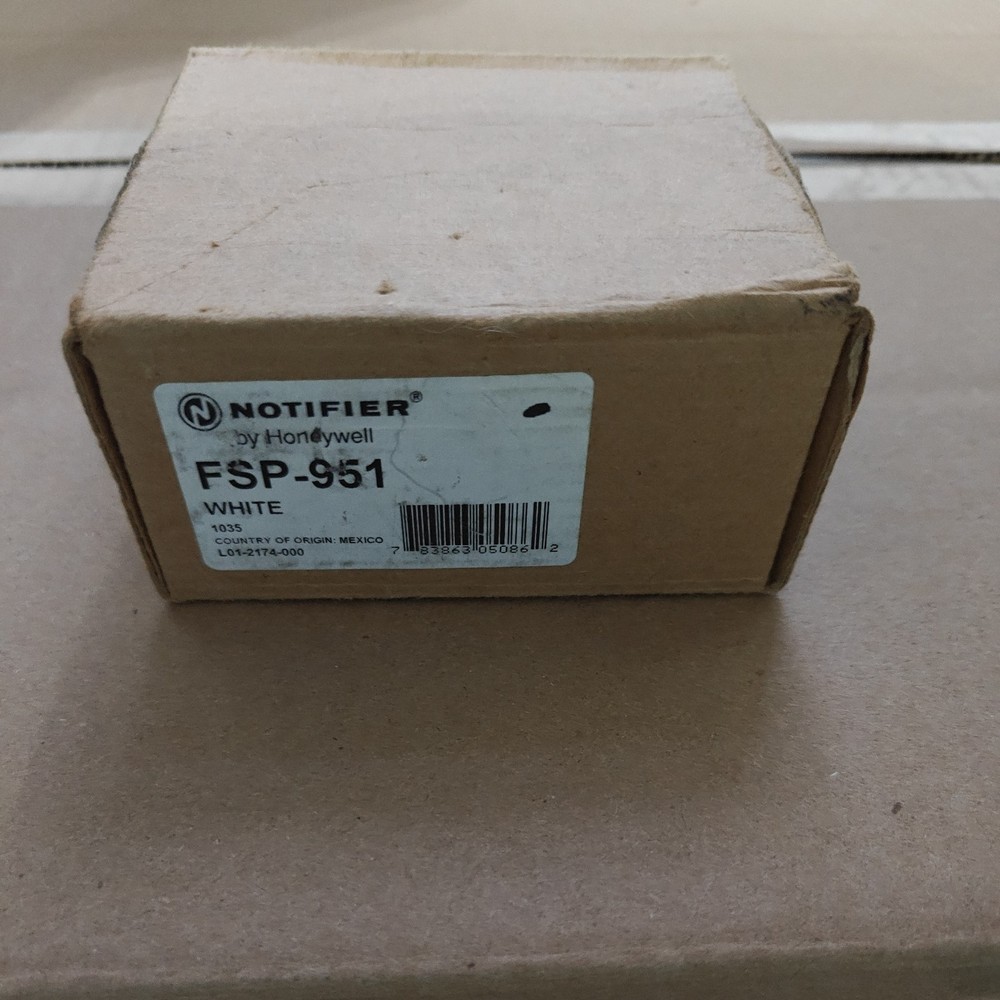 NOTIFIER®
by Honeywell
FSP-951
WHITE
1035
COUNTRY OF ORIGIN: MEXICO
L01-2174-000
7 83863 05086 2